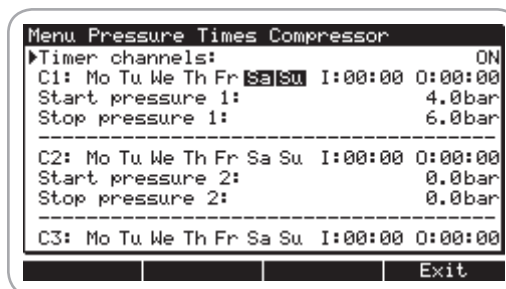 Menu Pressure Times Compressor
▶Timer channels: ON
C1: Mo Tu We Th Fr Sa Su I:00:00 O:00:00
Start pressure 1: 4.0bar
Stop pressure 1: 6.0bar
C2: Mo Tu We Th Fr Sa Su I:00:00 O:00:00
Start pressure 2: 0.0bar
Stop pressure 2: 0.0bar
C3: Mo Tu We Th Fr Sa Su I:00:00 O:00:00
Exit